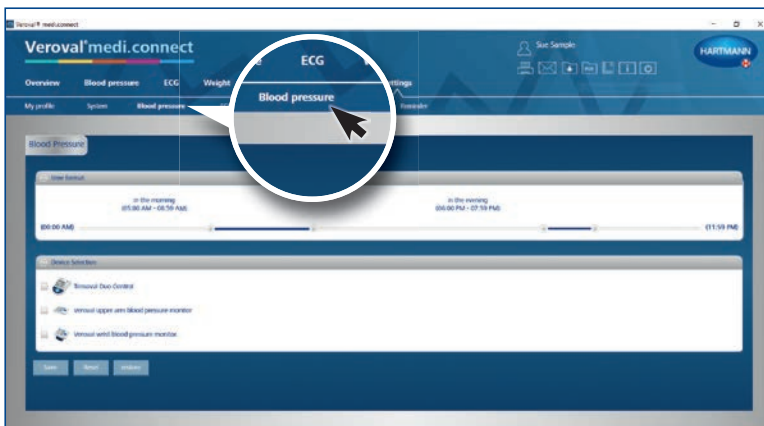 Veroval® medi.connect
Veroval®medi.connect
Sue Sample
HARTMANN
ECG
Overview Blood pressure ECG Weight
My profile System Blood pressure Reminder
Blood pressure
Blood Pressure
Time format
in the morning
(05:00 AM - 08:59 AM)
in the evening
(06:00 PM - 07:59 PM)
(00:00 AM)
(11:59 PM)
Device Selection
Veroval Duo Control
Veroval upper arm blood pressure monitor
Veroval wrist blood pressure monitor
Save Reset restore